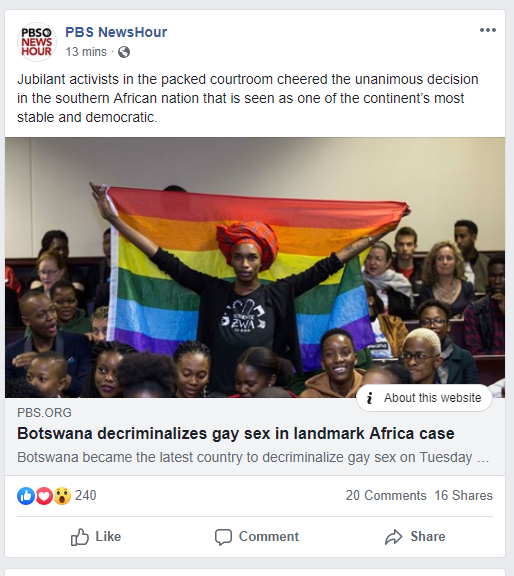 PBS
NEWS
HOUR
PBS NewsHour
13 mins ·
Jubilant activists in the packed courtroom cheered the unanimous decision
in the southern African nation that is seen as one of the continent's most
stable and democratic.
ZWA
i About this website
PBS.ORG
Botswana decriminalizes gay sex in landmark Africa case
Botswana became the latest country to decriminalize gay sex on Tuesday ...
240
20 Comments 16 Shares
Like Comment Share